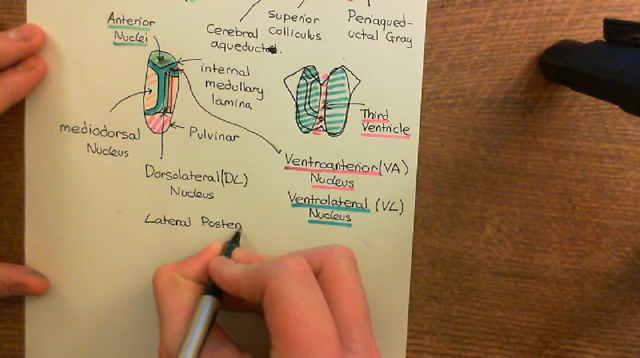 Superior
colliculus
Periaqued-
uctal Gray
Cerebral
aqueduct
Anterior
Nuclei
internal
medullary
lamina
Third
Ventricle
mediodorsal
Nucleus
Pulvinar
Dorsolateral (DL)
Nucleus
Ventroanterior (VA)
Nucleus
Ventrolateral (VL)
Nucleus
Lateral Posteri